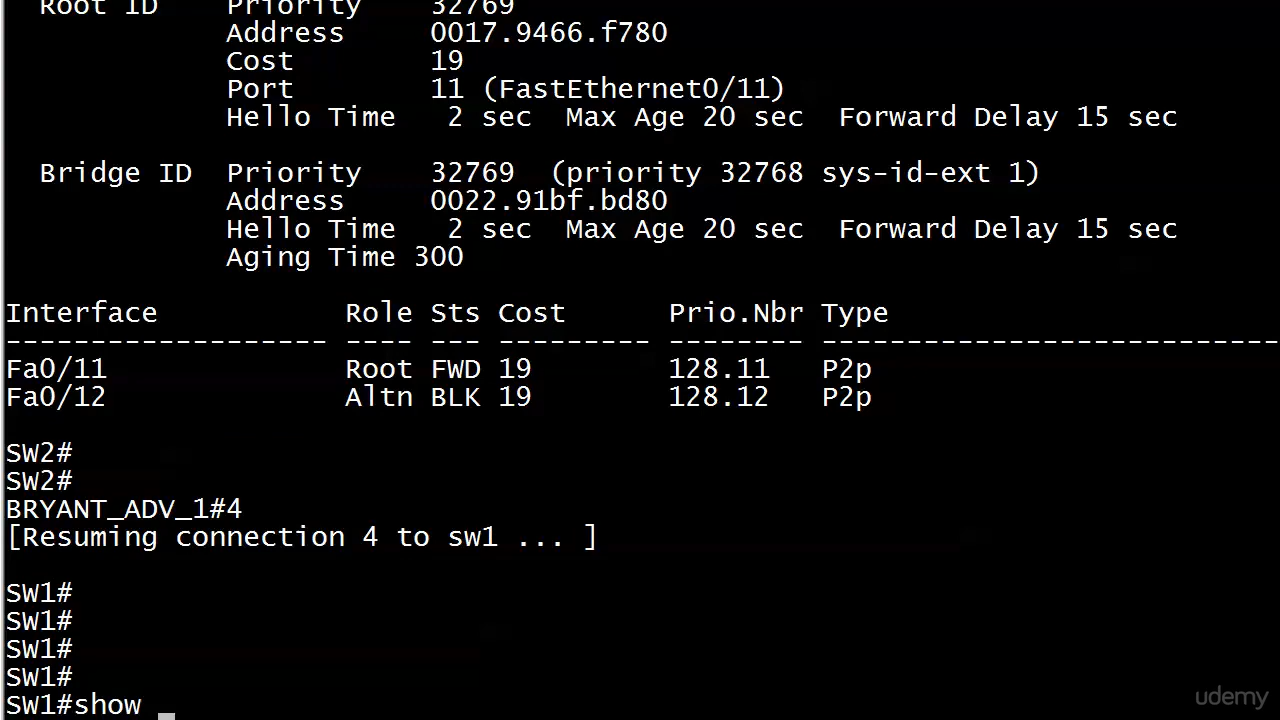 Root ID    Priority    32769
Address     0017.9466.f780
Cost        19
Port        11 (FastEthernet0/11)
Hello Time   2 sec  Max Age 20 sec  Forward Delay 15 sec
Bridge ID  Priority    32769  (priority 32768 sys-id-ext 1)
Address     0022.91bf.bd80
Hello Time   2 sec  Max Age 20 sec  Forward Delay 15 sec
Aging Time 300
Interface           Role Sts Cost      Prio.Nbr Type
------------------- ---- --- --------- -------- ---------------------------
Fa0/11              Root FWD 19        128.11   P2p
Fa0/12              Altn BLK 19        128.12   P2p
SW2#
SW2#
BRYANT_ADV_1#4
[Resuming connection 4 to sw1 ... ]
SW1#
SW1#
SW1#
SW1#
SW1#show
udemy